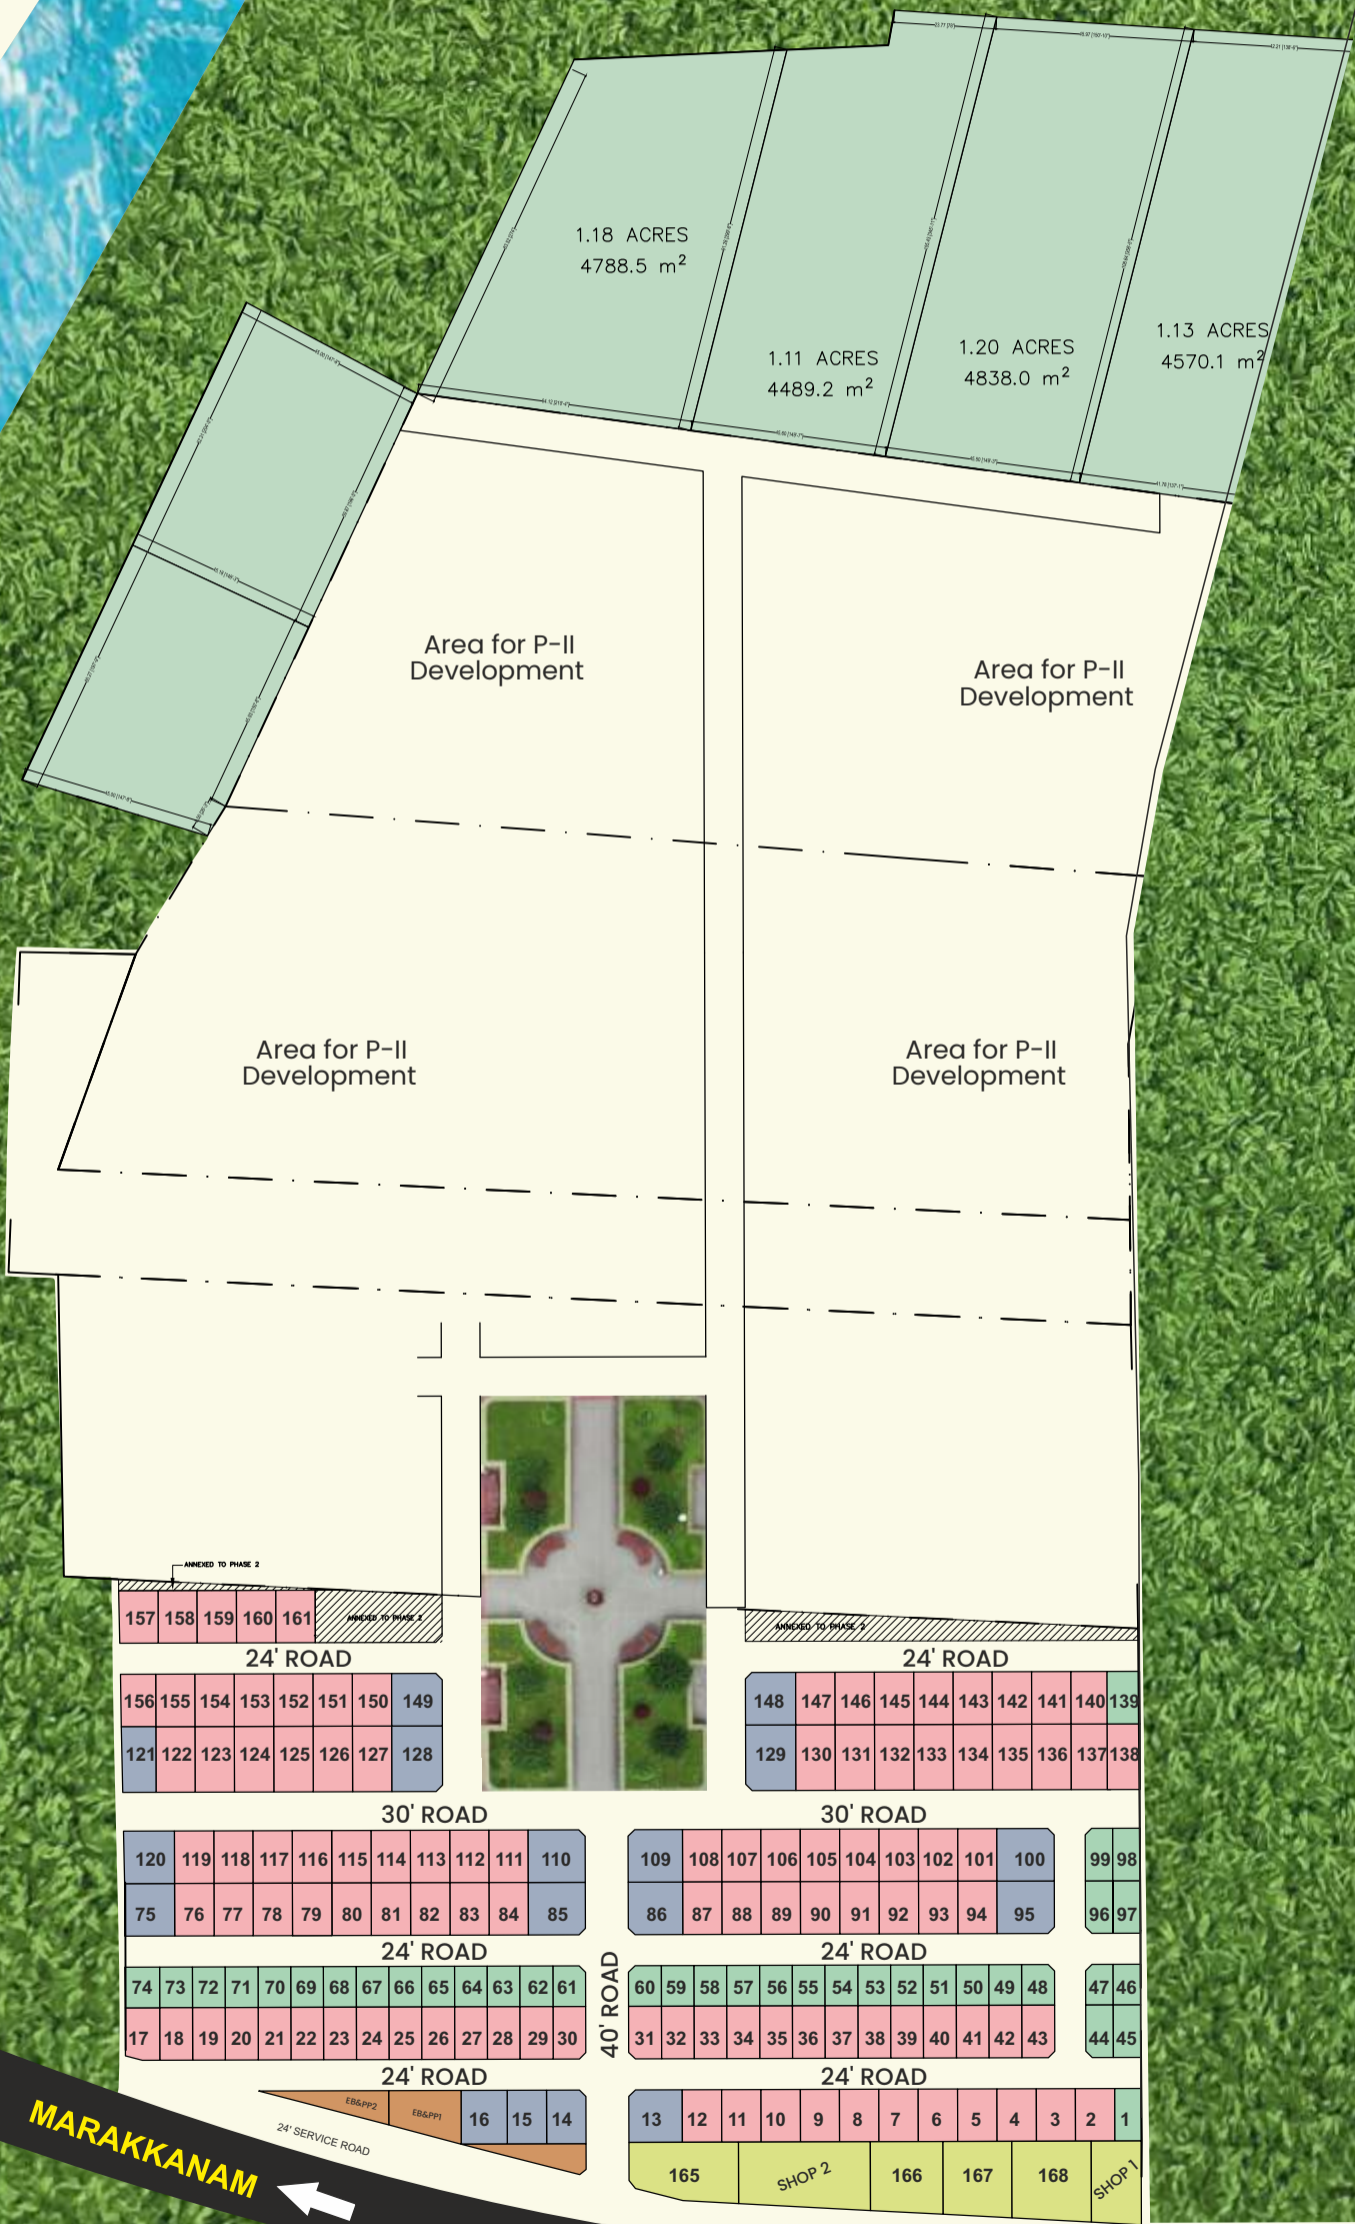 1.18 ACRES
4788.5 m²
1.11 ACRES
4489.2 m²
1.20 ACRES
4838.0 m²
1.13 ACRES
4570.1 m²
Area for P-II
Development
Area for P-II
Development
Area for P-II
Development
Area for P-II
Development
ANNEXED TO PHASE 2
157 158 159 160 161 ANNEXED TO PHASE 2
ANNEXED TO PHASE 2
24' ROAD
24' ROAD
156 155 154 153 152 151 150 149
148 147 146 145 144 143 142 141 140 139
121 122 123 124 125 126 127 128
129 130 131 132 133 134 135 136 137 138
30' ROAD
30' ROAD
120 119 118 117 116 115 114 113 112 111 110
109 108 107 106 105 104 103 102 101 100
99 98
75 76 77 78 79 80 81 82 83 84 85
86 87 88 89 90 91 92 93 94 95
96 97
24' ROAD
24' ROAD
40' ROAD
74 73 72 71 70 69 68 67 66 65 64 63 62 61
60 59 58 57 56 55 54 53 52 51 50 49 48
47 46
17 18 19 20 21 22 23 24 25 26 27 28 29 30
31 32 33 34 35 36 37 38 39 40 41 42 43
44 45
24' ROAD
24' ROAD
EB&PP2 EB&PP1 16 15 14
13 12 11 10 9 8 7 6 5 4 3 2 1
24' SERVICE ROAD
165 SHOP 2 166 167 168 SHOP 1
MARAKKANAM